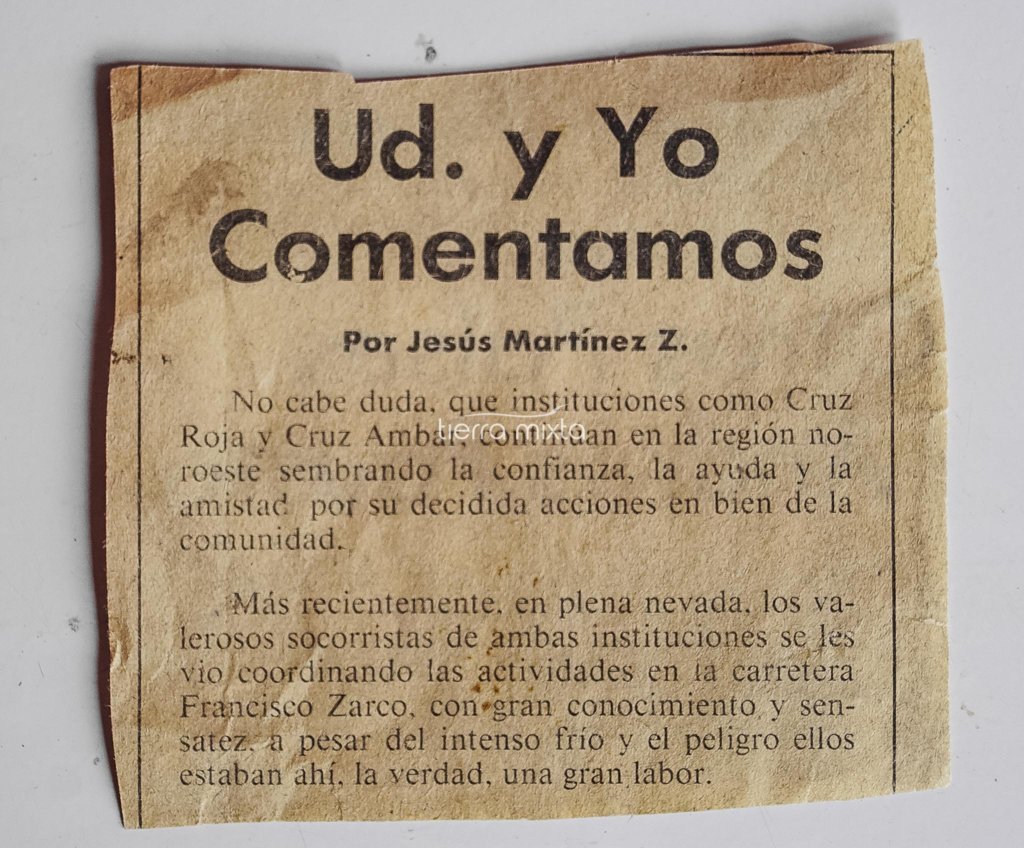 Ud. y Yo
Comentamos
Por Jesús Martínez Z.
No cabe duda, que instituciones como Cruz
Roja y Cruz Ambar, continúan en la región no-
roeste sembrando la confianza, la ayuda y la
amistad por su decidida acciones en bien de la
comunidad.
Más recientemente, en plena nevada, los va-
lerosos socorristas de ambas instituciones se les
vio coordinando las actividades en la carretera
Francisco Zarco, con gran conocimiento y sen-
satez, a pesar del intenso frío y el peligro ellos
estaban ahí, la verdad, una gran labor.
tierra mixta